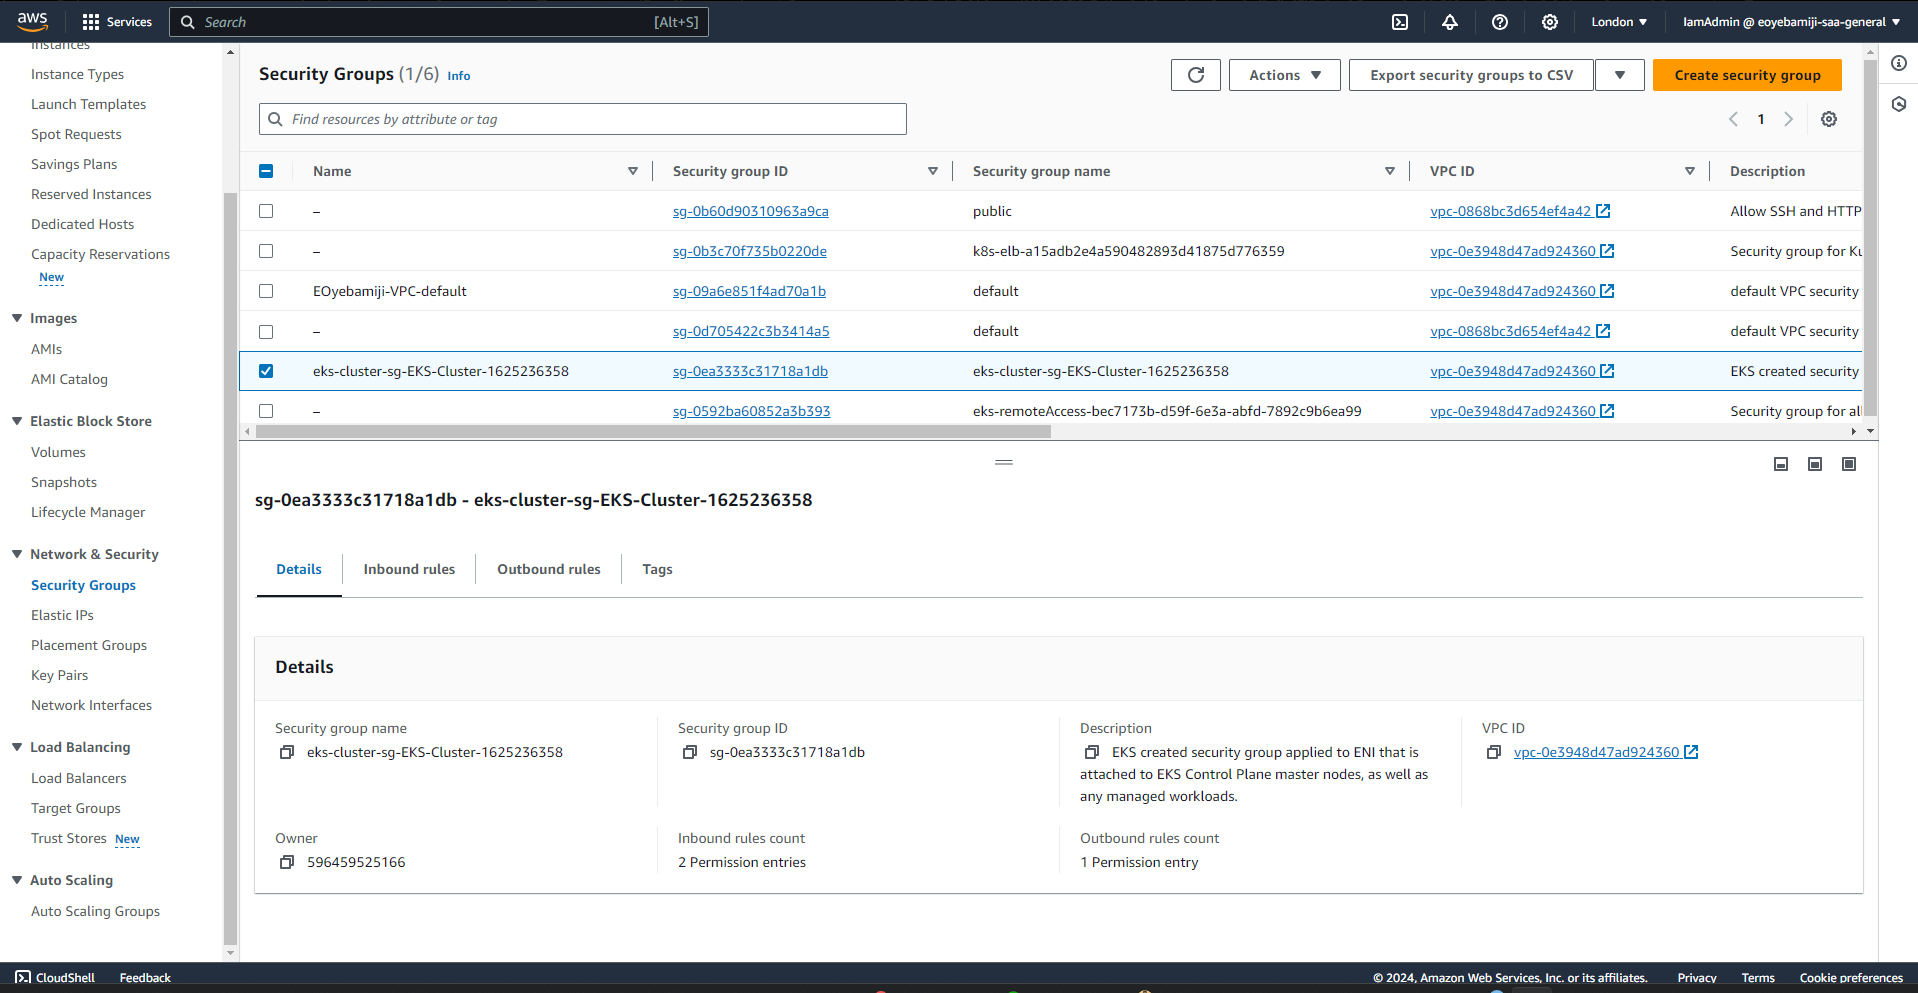 aws
Services
Search
[Alt+S]
London
IamAdmin @ eoyebamiji-saa-general
Instances
Instance Types
Launch Templates
Spot Requests
Savings Plans
Reserved Instances
Dedicated Hosts
Capacity Reservations
New
Images
AMIs
AMI Catalog
Elastic Block Store
Volumes
Snapshots
Lifecycle Manager
Network & Security
Security Groups
Elastic IPs
Placement Groups
Key Pairs
Network Interfaces
Load Balancing
Load Balancers
Target Groups
Trust Stores New
Auto Scaling
Auto Scaling Groups
Security Groups (1/6) Info
Actions
Export security groups to CSV
Create security group
Find resources by attribute or tag
1
Name Security group ID Security group name VPC ID Description
– sg-0b60d90310963a9ca public vpc-0868bc3d654ef4a42 Allow SSH and HTTP
– sg-0b3c70f735b0220de k8s-elb-a15adb2e4a590482893d41875d776359 vpc-0e3948d47ad924360 Security group for Ku
EOyebamiji-VPC-default sg-09a6e851f4ad70a1b default vpc-0e3948d47ad924360 default VPC security
– sg-0d705422c3b3414a5 default vpc-0868bc3d654ef4a42 default VPC security
eks-cluster-sg-EKS-Cluster-1625236358 sg-0ea3333c31718a1db eks-cluster-sg-EKS-Cluster-1625236358 vpc-0e3948d47ad924360 EKS created security
– sg-0592ba60852a3b393 eks-remoteAccess-bec7173b-d59f-6e3a-abfd-7892c9b6ea99 vpc-0e3948d47ad924360 Security group for al
sg-0ea3333c31718a1db - eks-cluster-sg-EKS-Cluster-1625236358
Details Inbound rules Outbound rules Tags
Details
Security group name
eks-cluster-sg-EKS-Cluster-1625236358
Security group ID
sg-0ea3333c31718a1db
Description
EKS created security group applied to ENI that is
attached to EKS Control Plane master nodes, as well as
any managed workloads.
VPC ID
vpc-0e3948d47ad924360
Owner
596459525166
Inbound rules count
2 Permission entries
Outbound rules count
1 Permission entry
CloudShell Feedback
© 2024, Amazon Web Services, Inc. or its affiliates. Privacy Terms Cookie preferences